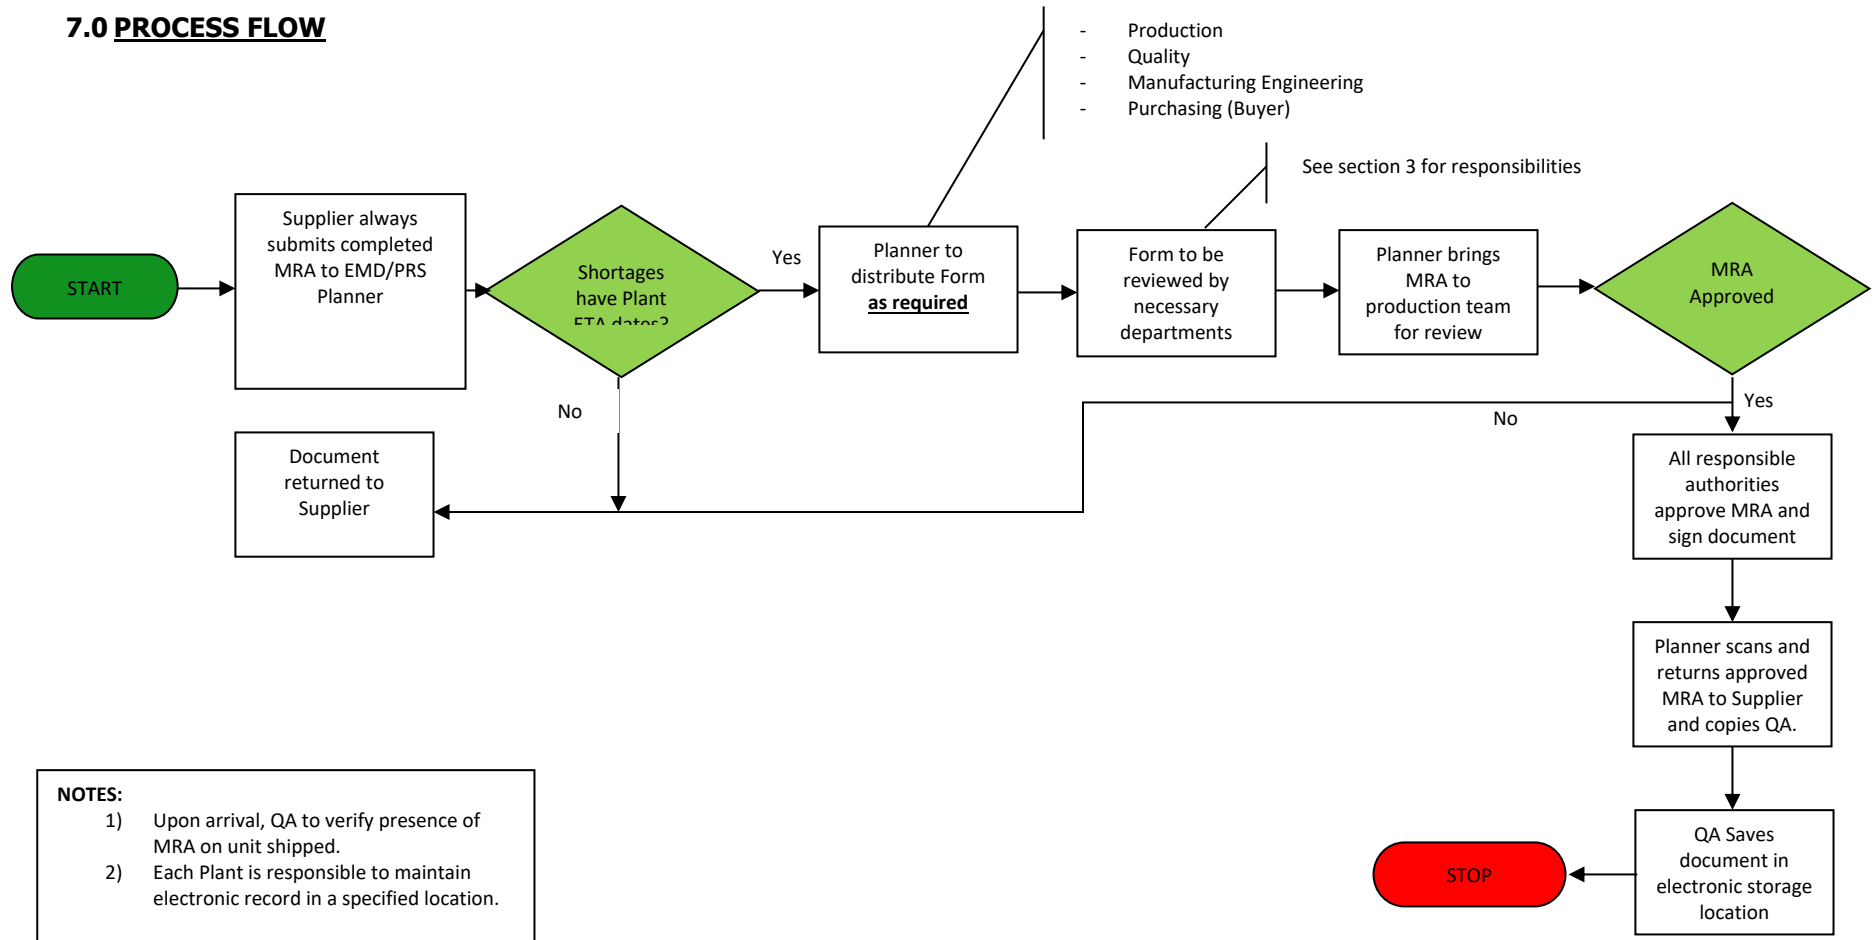 7.0 PROCESS FLOW
- Production
- Quality
- Manufacturing Engineering
- Purchasing (Buyer)
See section 3 for responsibilities
START
Supplier always
submits completed
MRA to EMD/PRS
Planner
Shortages
have Plant
ETA dates?
Yes
No
Planner to
distribute Form
as required
Form to be
reviewed by
necessary
departments
Planner brings
MRA to
production team
for review
MRA
Approved
Yes
No
Document
returned to
Supplier
All responsible
authorities
approve MRA and
sign document
Planner scans and
returns approved
MRA to Supplier
and copies QA.
QA Saves
document in
electronic storage
location
STOP
NOTES:
1) Upon arrival, QA to verify presence of
MRA on unit shipped.
2) Each Plant is responsible to maintain
electronic record in a specified location.